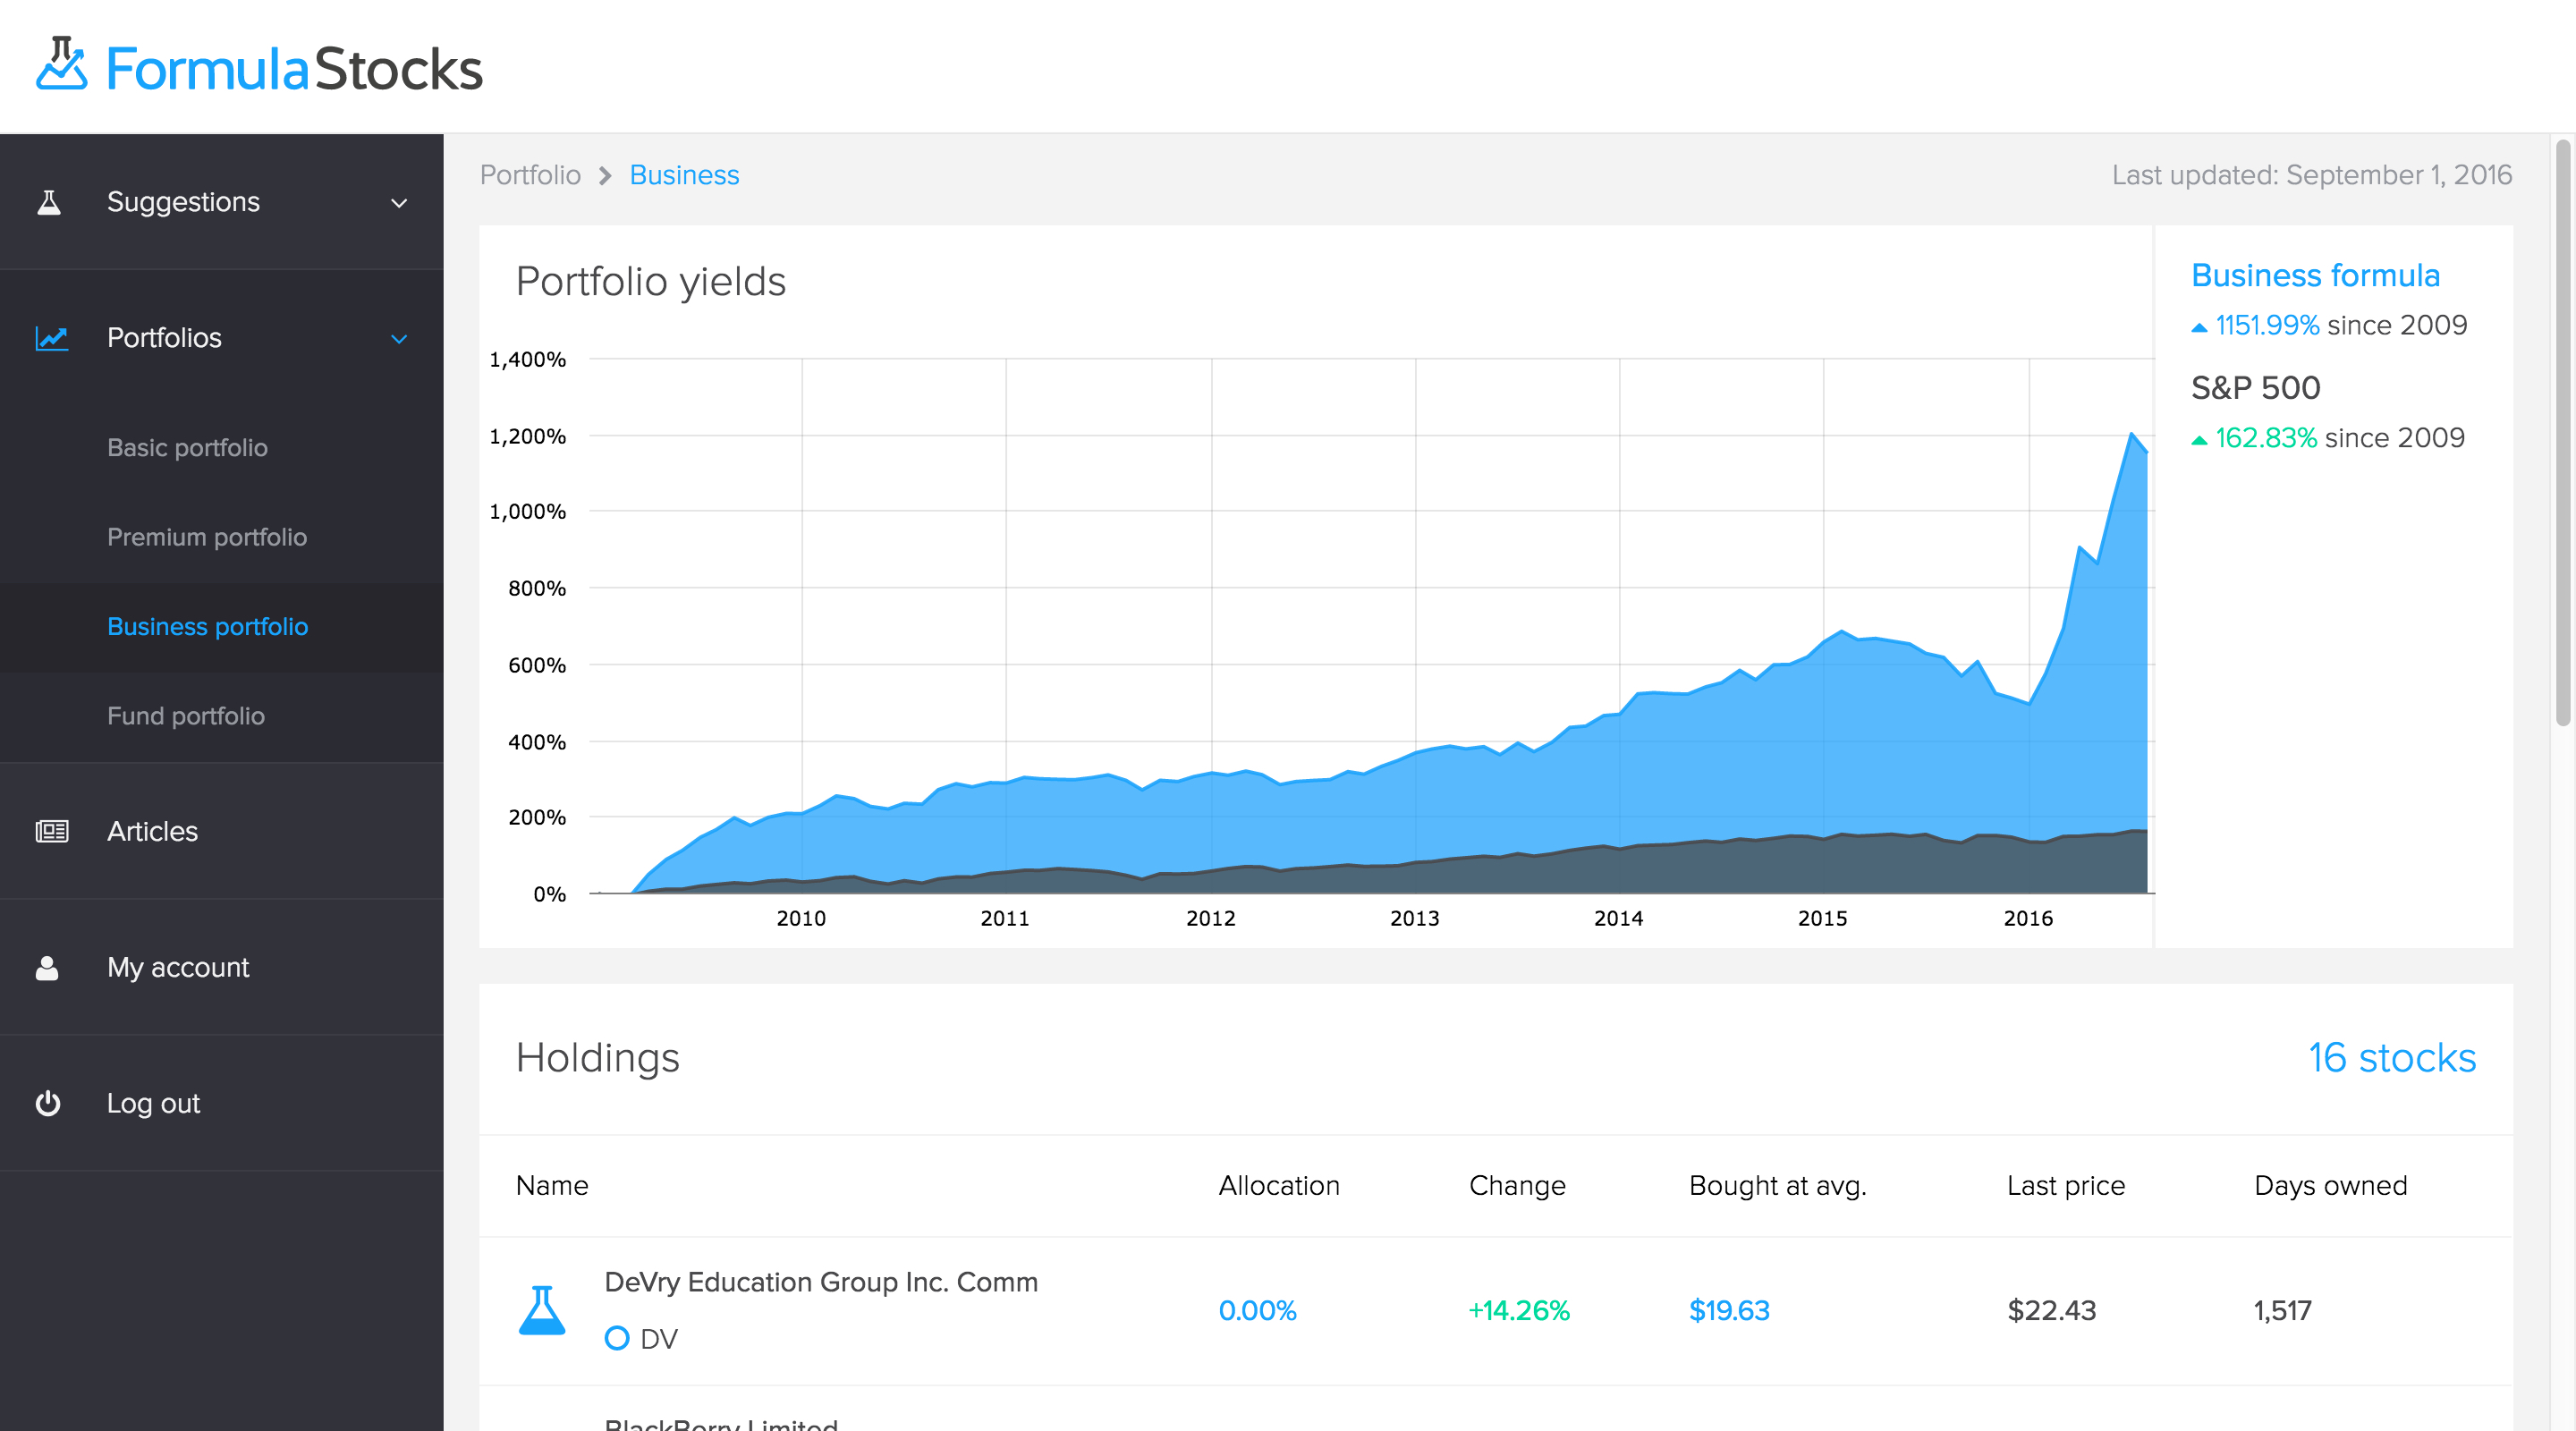 FormulaStocks
Suggestions
Portfolios
Basic portfolio
Premium portfolio
Business portfolio
Fund portfolio
Articles
My account
Log out
Portfolio Business
Last updated: September 1, 2016
Portfolio yields
1,400%
1,200%
1,000%
800%
600%
400%
200%
0%
2010 2011 2012 2013 2014 2015 2016
Business formula
1151.99% since 2009
S&P 500
162.83% since 2009
Holdings
16 stocks
Name Allocation Change Bought at avg. Last price Days owned
DeVry Education Group Inc. Comm
DV
0.00% +14.26% $19.63 $22.43 1,517
BlackBerry Limited